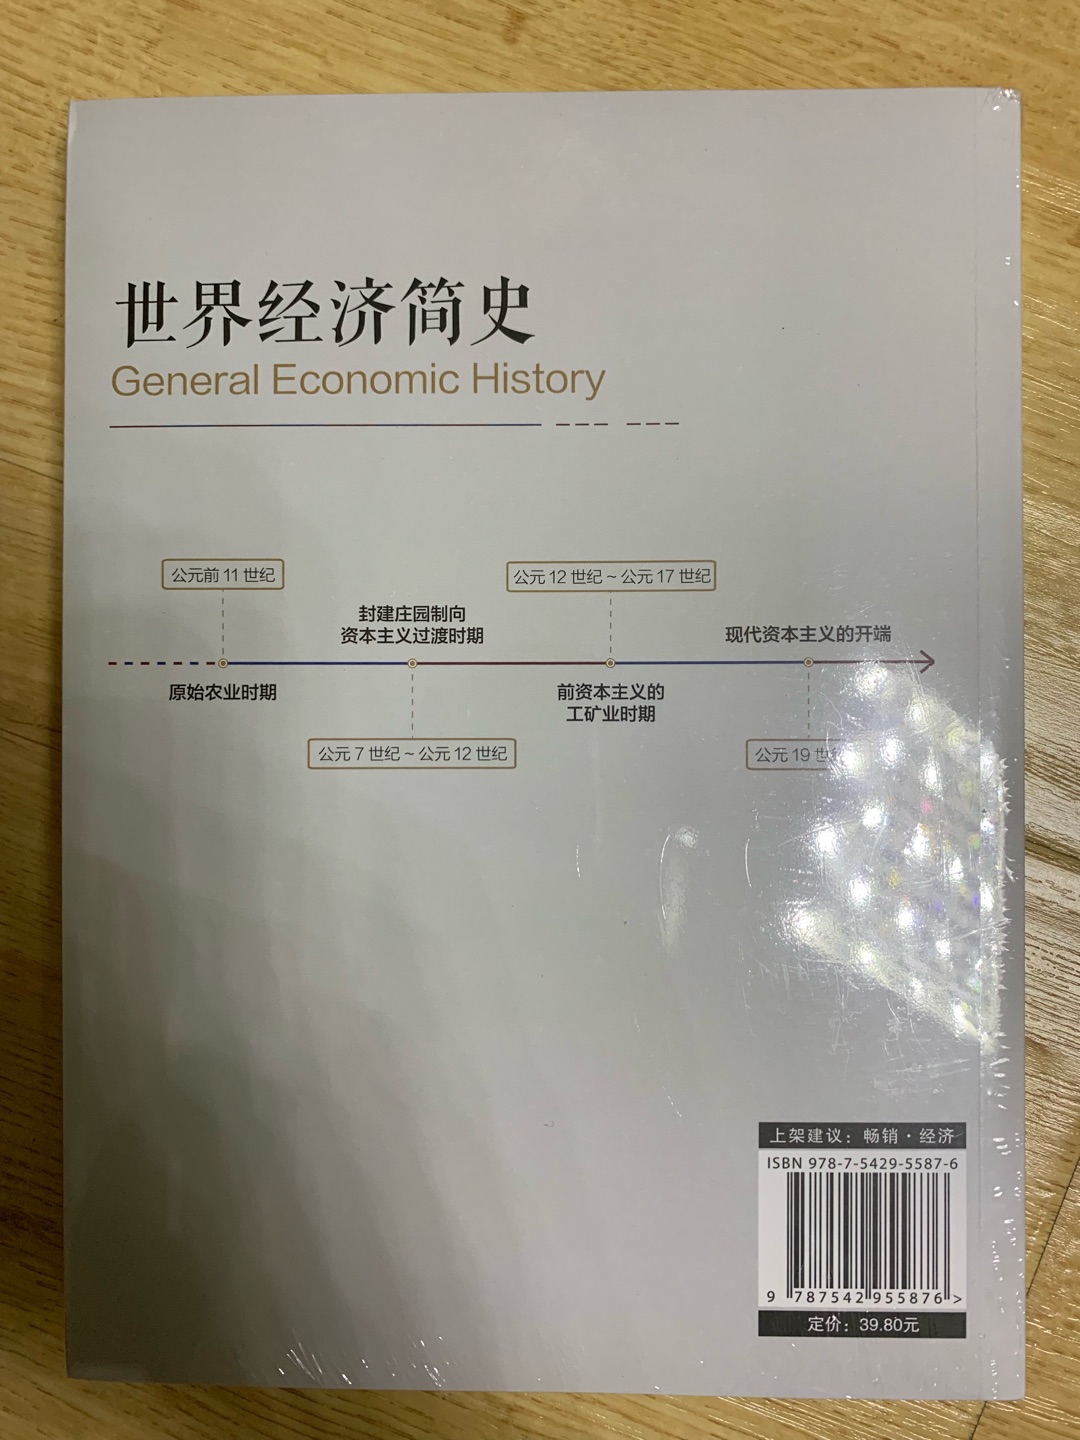 世界经济简史
General Economic History
公元前 11 世纪
公元 12 世纪 ~ 公元 17 世纪
封建庄园制向
资本主义过渡时期
现代资本主义的开端
原始农业时期
前资本主义的
工矿业时期
公元 7 世纪 ~ 公元 12 世纪
公元 19 世
上架建议：畅销 · 经济
ISBN 978-7-5429-5587-6
9 787542 955876 >
定价：39.80元